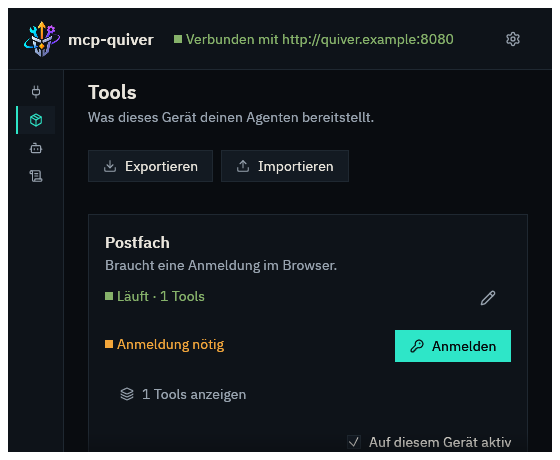 mcp-quiver
Verbunden mit http://quiver.example:8080
Tools
Was dieses Gerät deinen Agenten bereitstellt.
Exportieren
Importieren
Postfach
Braucht eine Anmeldung im Browser.
Läuft · 1 Tools
Anmeldung nötig
Anmelden
1 Tools anzeigen
Auf diesem Gerät aktiv